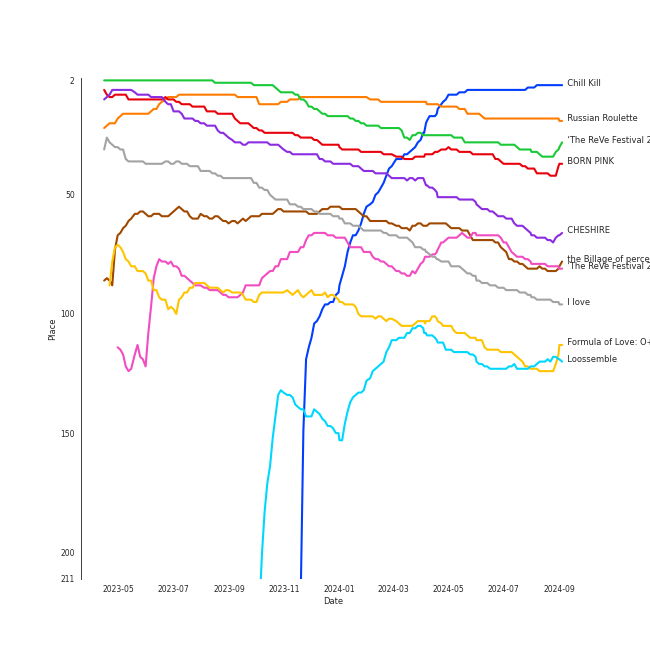 2
Chill Kill
Russian Roulette
'The ReVe Festival 2
BORN PINK
50
CHESHIRE
the Billage of perce
'The ReVe Festival 2
I love
100
Formula of Love: O+
Loossemble
150
200
211
Place
2023-05 2023-07 2023-09 2023-11 2024-01 2024-03 2024-05 2024-07 2024-09
Date